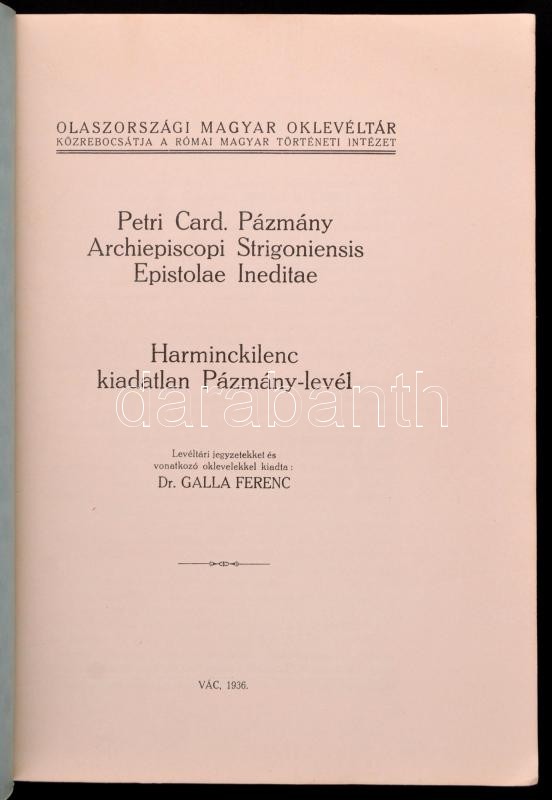 OLASZORSZÁGI MAGYAR OKLEVÉLTÁR
KÖZREBOCSÁTJA A RÓMAI MAGYAR TÖRTÉNETI INTÉZET
Petri Card. Pázmány
Archiepiscopi Strigoniensis
Epistolae Ineditae
Harminckilenc
kiadatlan Pázmány-levél
darabanth
Levéltári jegyzetekket és
vonatkozó oklevelekkel kiadta:
Dr. GALLA FERENC
VÁC, 1936.